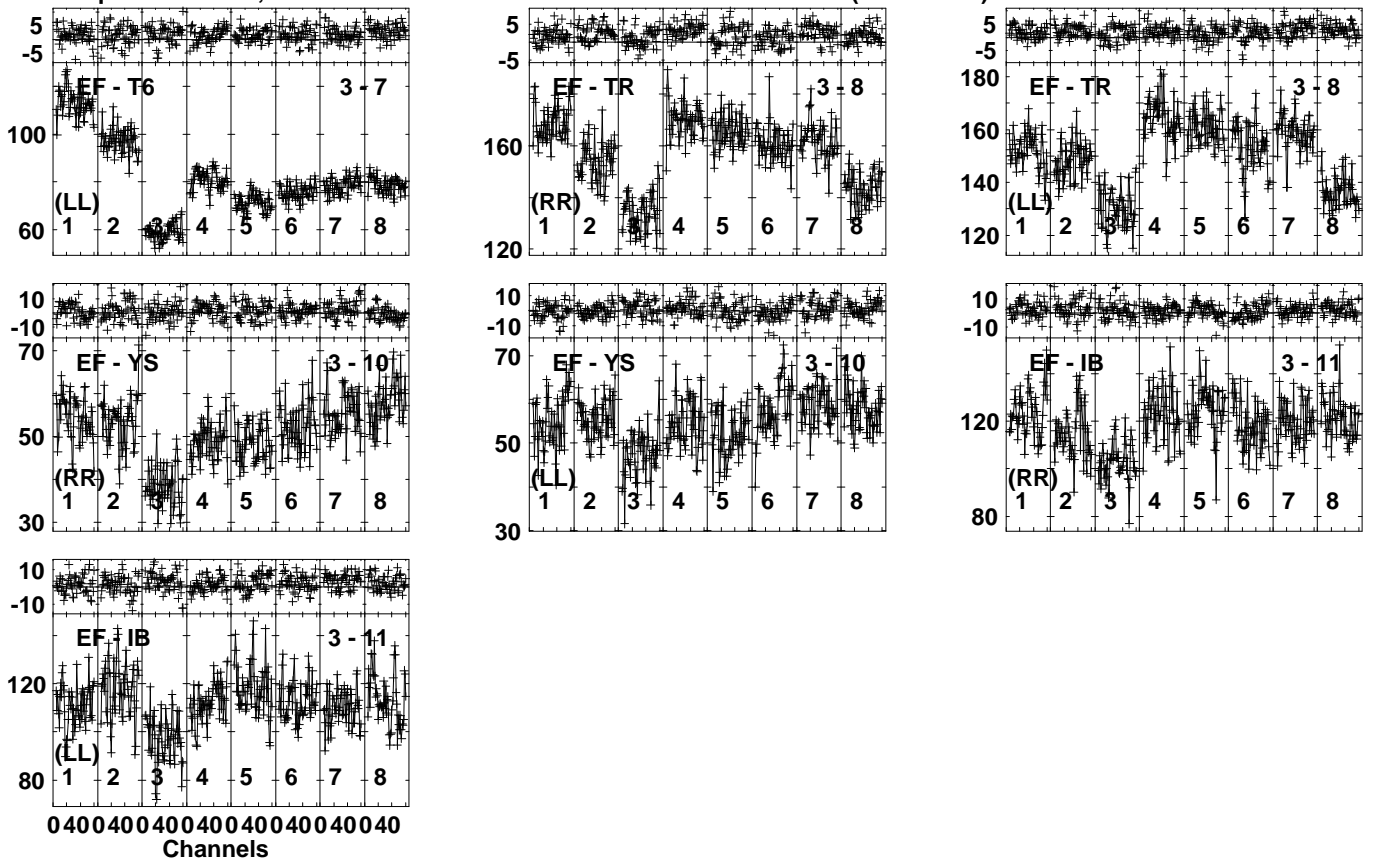 5
-5
EF - T6 3 - 7
100
(LL)
60
1 2 3 4 5 6 7 8
5
-5
EF - TR 3 - 8
160
(RR)
1 2 3 4 5 6 7 8
120
5
-5
180
EF - TR 3 - 8
160
140
(LL)
120
1 2 3 4 5 6 7 8
10
-10
70
EF - YS 3 - 10
50
(RR)
1 2 3 4 5 6 7 8
30
10
-10
70
EF - YS 3 - 10
50
(LL)
1 2 3 4 5 6 7 8
30
10
-10
EF - IB 3 - 11
120
(RR)
1 2 3 4 5 6 7 8
80
10
-10
EF - IB 3 - 11
120
(LL)
80
1 2 3 4 5 6 7 8
0 40 0 40 0 40 0 40 0 40 0 40 0 40 0 40
Channels